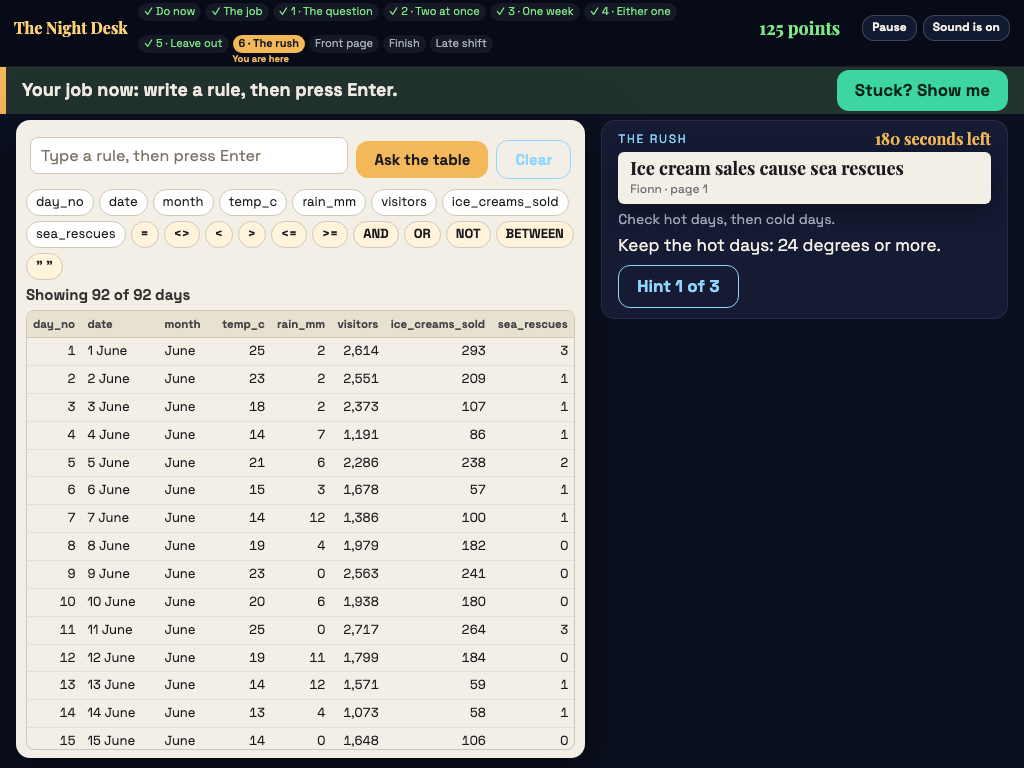 The Night Desk
✓ Do now ✓ The job ✓ 1 · The question ✓ 2 · Two at once ✓ 3 · One week ✓ 4 · Either one
✓ 5 · Leave out 6 · The rush Front page Finish Late shift
You are here
125 points
Pause
Sound is on
Your job now: write a rule, then press Enter.
Stuck? Show me
Type a rule, then press Enter
Ask the table
Clear
day_no date month temp_c rain_mm visitors ice_creams_sold
sea_rescues = <> < > <= >= AND OR NOT BETWEEN
" "
Showing 92 of 92 days
day_no date month temp_c rain_mm visitors ice_creams_sold sea_rescues
1 1 June June 25 2 2,614 293 3
2 2 June June 23 2 2,551 209 1
3 3 June June 18 2 2,373 107 1
4 4 June June 14 7 1,191 86 1
5 5 June June 21 6 2,286 238 2
6 6 June June 15 3 1,678 57 1
7 7 June June 14 12 1,386 100 1
8 8 June June 19 4 1,979 182 0
9 9 June June 23 0 2,563 241 0
10 10 June June 20 6 1,938 180 0
11 11 June June 25 0 2,717 264 3
12 12 June June 19 11 1,799 184 0
13 13 June June 14 12 1,571 59 1
14 14 June June 13 4 1,073 58 1
15 15 June June 14 0 1,648 106 0
THE RUSH
180 seconds left
Ice cream sales cause sea rescues
Fionn · page 1
Check hot days, then cold days.
Keep the hot days: 24 degrees or more.
Hint 1 of 3